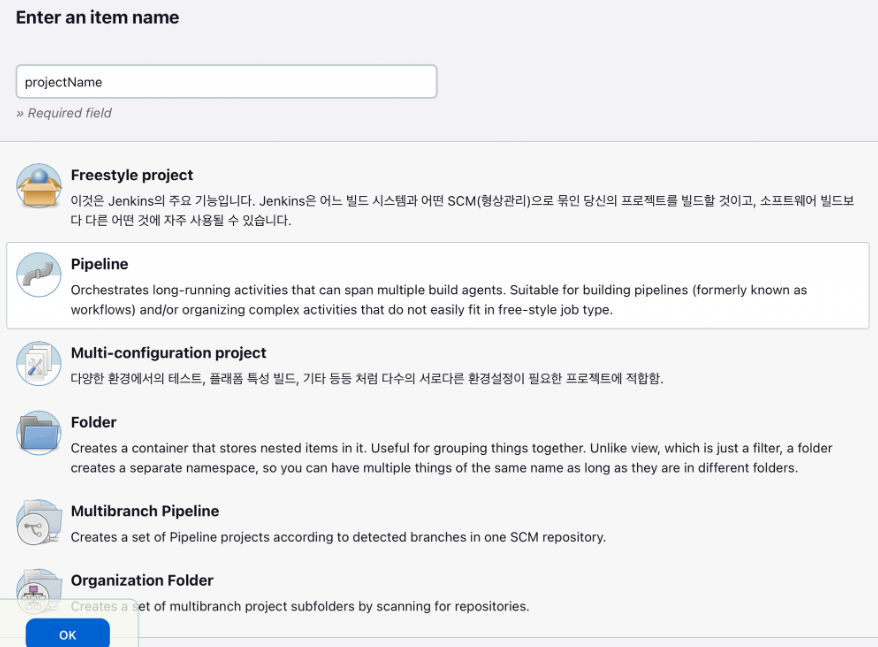 Enter an item name
projectName
» Required field
Freestyle project
이것은 Jenkins의 주요 기능입니다. Jenkins은 어느 빌드 시스템과 어떤 SCM(형상관리)으로 묶인 당신의 프로젝트를 빌드할 것이고, 소프트웨어 빌드보
다 다른 어떤 것에 자주 사용될 수 있습니다.
Pipeline
Orchestrates long-running activities that can span multiple build agents. Suitable for building pipelines (formerly known as
workflows) and/or organizing complex activities that do not easily fit in free-style job type.
Multi-configuration project
다양한 환경에서의 테스트, 플래폼 특성 빌드, 기타 등등 처럼 다수의 서로다른 환경설정이 필요한 프로젝트에 적합함.
Folder
Creates a container that stores nested items in it. Useful for grouping things together. Unlike view, which is just a filter, a folder
creates a separate namespace, so you can have multiple things of the same name as long as they are in different folders.
Multibranch Pipeline
Creates a set of Pipeline projects according to detected branches in one SCM repository.
Organization Folder
Creates a set of multibranch project subfolders by scanning for repositories.
OK